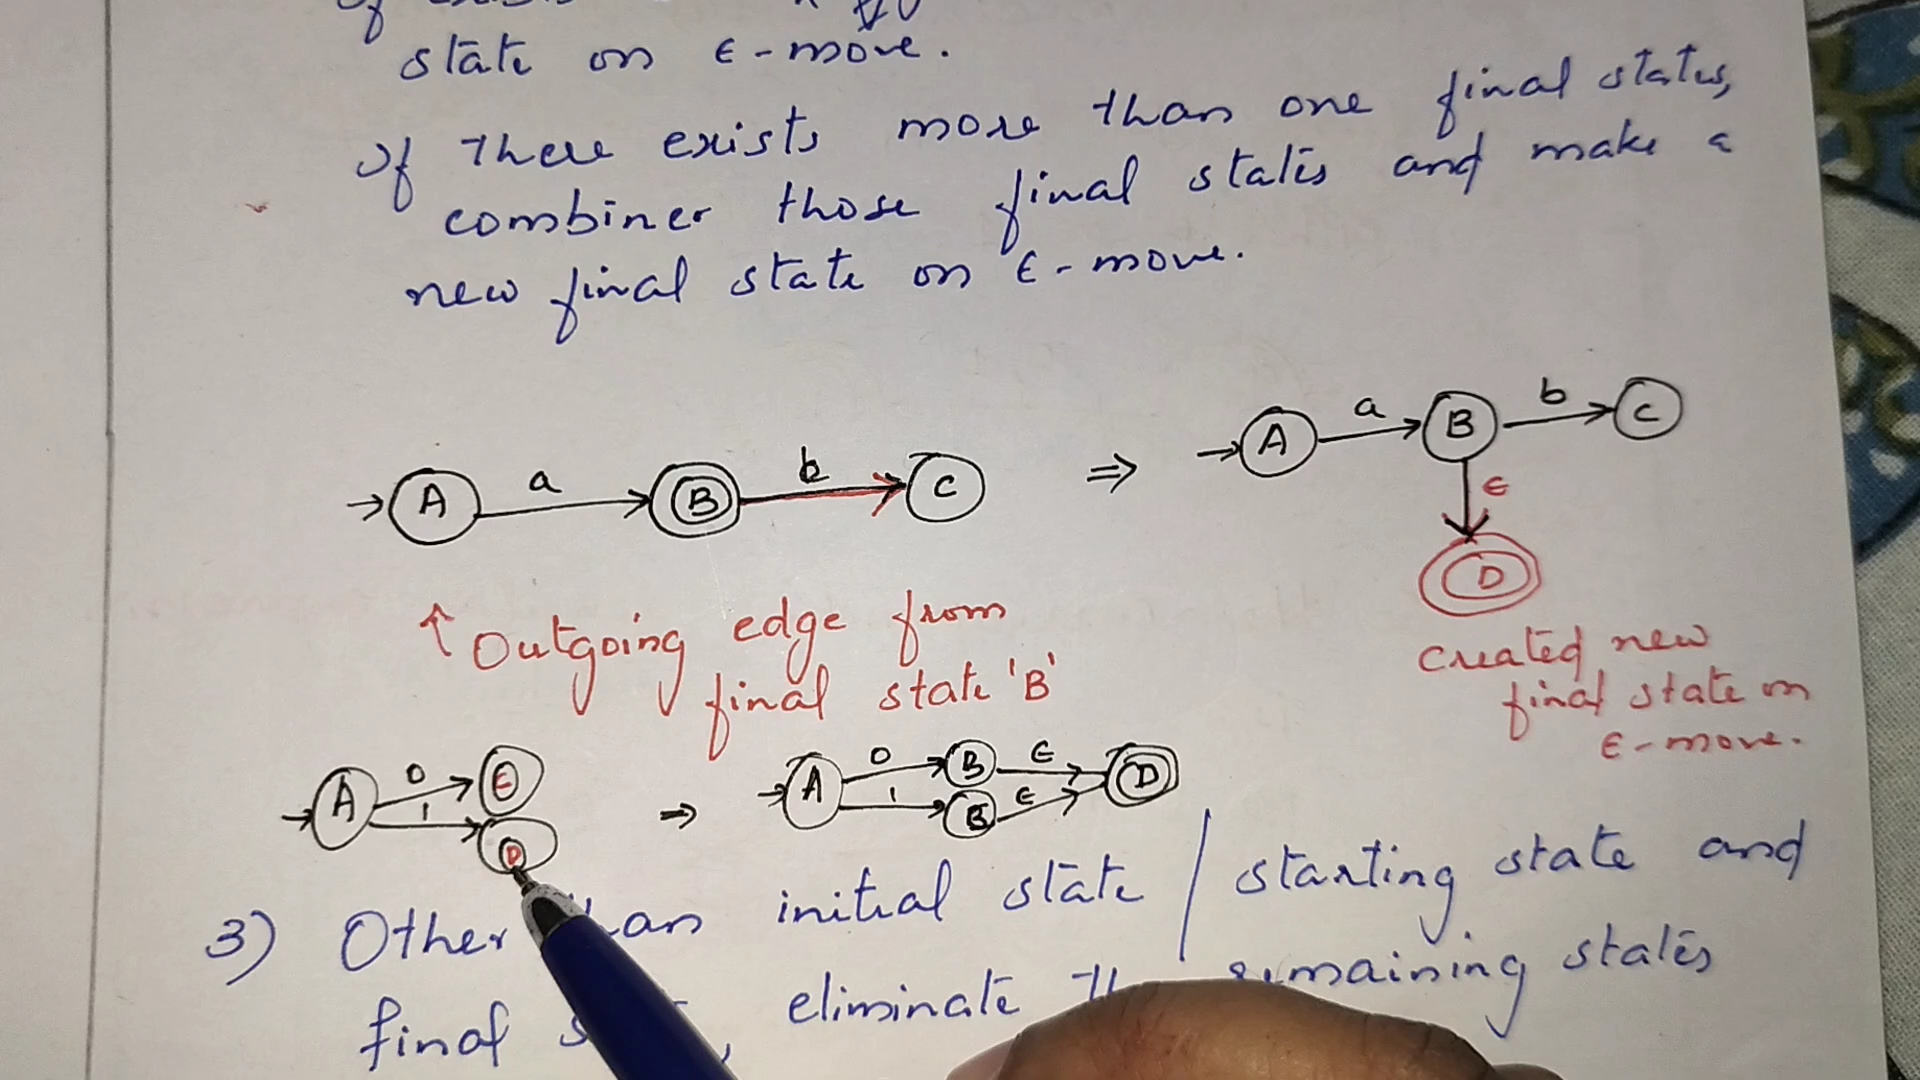 state on ε-move.
If there exists more than one final states,
combiner those final states and make a
new final state on ε-move.
→ A a B b C ⇒ → A a B b C
ε
D
↑ Outgoing edge from
final state 'B'
created new
final state on
ε-move.
→ A 0 E 1 D ⇒ → A 0 B ε 1 B ε D
3) Other initial state / starting state and
final eliminate remaining states